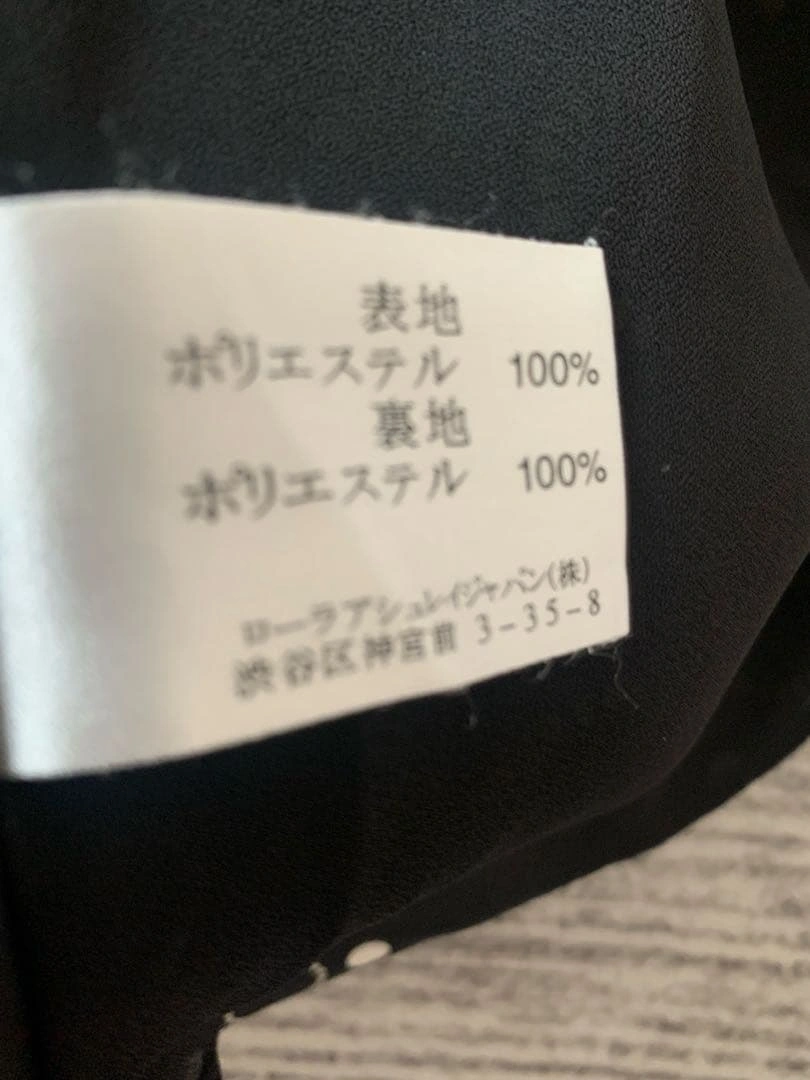 表地
ポリエステル 100%
裏地
ポリエステル 100%
ローラアシュレイジャパン(株)
渋谷区神宮前 3-35-8